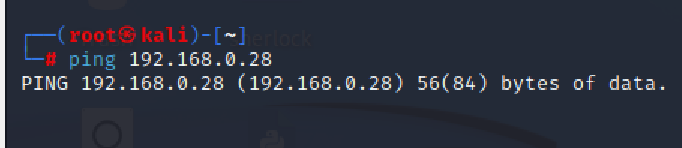 (root㉿kali)-[~]
# ping 192.168.0.28
PING 192.168.0.28 (192.168.0.28) 56(84) bytes of data.